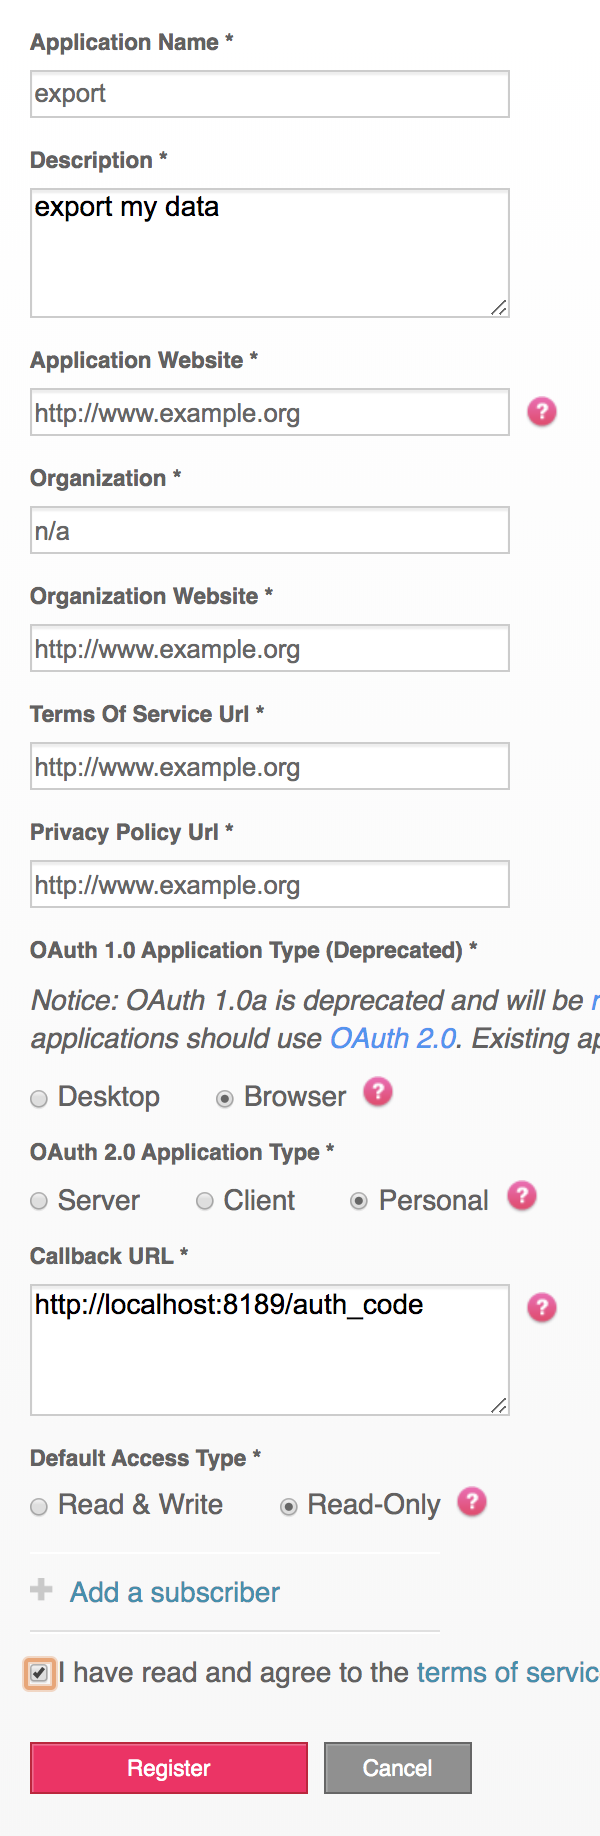 Application Name *
export
Description *
export my data
Application Website *
http://www.example.org
?
Organization *
n/a
Organization Website *
http://www.example.org
Terms Of Service Url *
http://www.example.org
Privacy Policy Url *
http://www.example.org
OAuth 1.0 Application Type (Deprecated) *
Notice: OAuth 1.0a is deprecated and will be r
applications should use OAuth 2.0. Existing ap
Desktop Browser ?
OAuth 2.0 Application Type *
Server Client Personal ?
Callback URL *
http://localhost:8189/auth_code
?
Default Access Type *
Read & Write Read-Only ?
Add a subscriber
I have read and agree to the terms of servic
Register Cancel